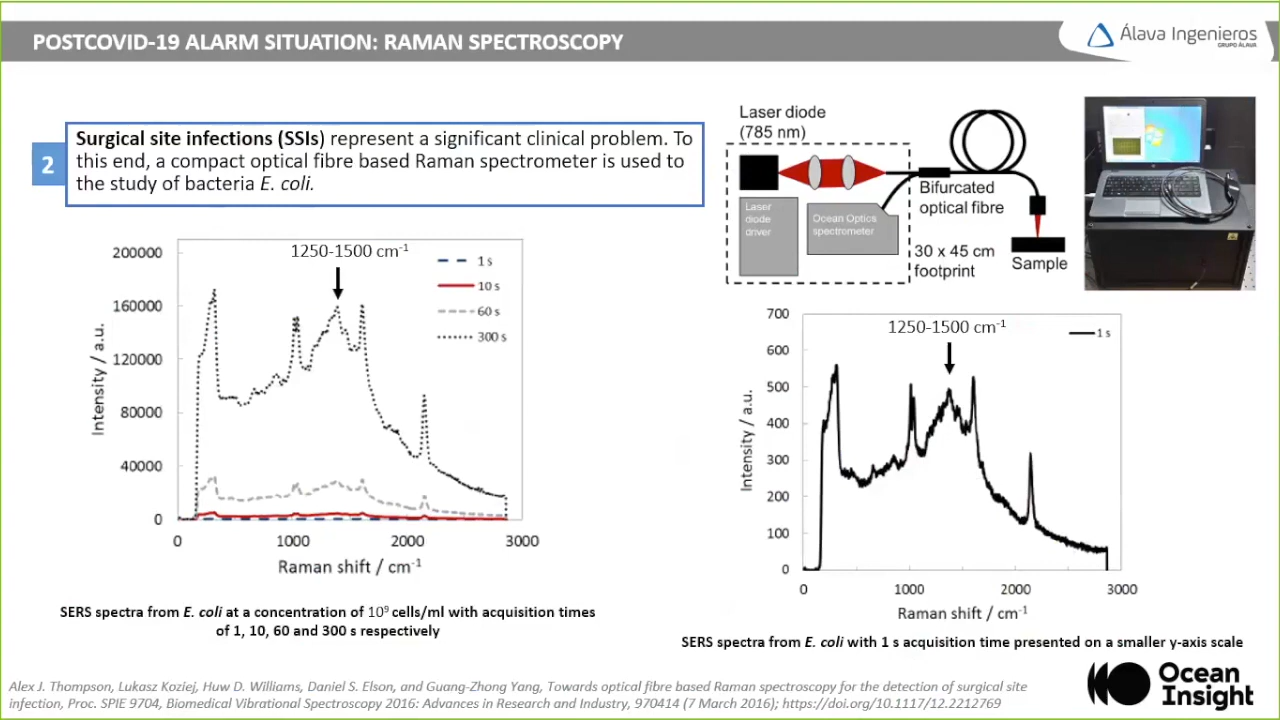 POSTCOVID-19 ALARM SITUATION: RAMAN SPECTROSCOPY
Álava Ingenieros
GRUPO ÁLAVA
2
Surgical site infections (SSIs) represent a significant clinical problem. To
this end, a compact optical fibre based Raman spectrometer is used to
the study of bacteria E. coli.
Laser diode
(785 nm)
Laser
diode
driver
Ocean Optics
spectrometer
Bifurcated
optical fibre
30 x 45 cm
footprint
Sample
1250-1500 cm-1
1 s
10 s
60 s
300 s
200000
160000
120000
80000
40000
0
Intensity / a.u.
0 1000 2000 3000
Raman shift / cm-1
SERS spectra from E. coli at a concentration of 10⁹ cells/ml with acquisition times
of 1, 10, 60 and 300 s respectively
1250-1500 cm-1
1 s
700
600
500
400
300
200
100
0
Intensity / a.u.
0 1000 2000 3000
Raman shift / cm-1
SERS spectra from E. coli with 1 s acquisition time presented on a smaller y-axis scale
Alex J. Thompson, Lukasz Koziej, Huw D. Williams, Daniel S. Elson, and Guang-Zhong Yang, Towards optical fibre based Raman spectroscopy for the detection of surgical site
infection, Proc. SPIE 9704, Biomedical Vibrational Spectroscopy 2016: Advances in Research and Industry, 970414 (7 March 2016); https://doi.org/10.1117/12.2212769
Ocean
Insight